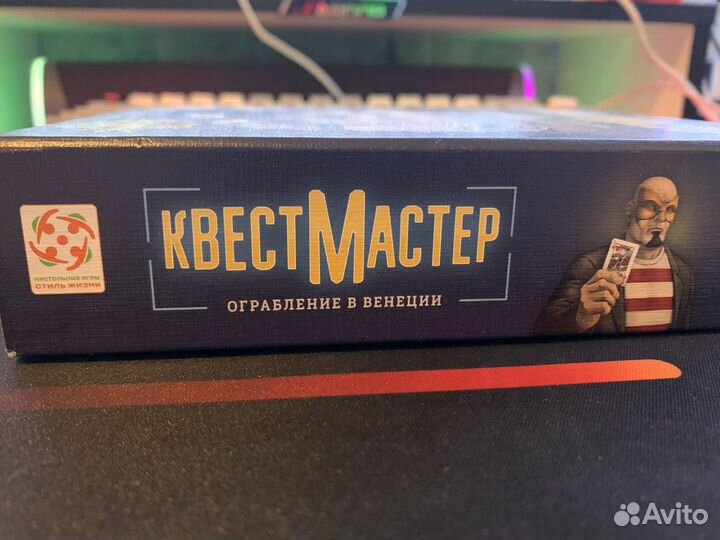 КВЕСТМАСТЕР
ОГРАБЛЕНИЕ В ВЕНЕЦИИ
НАСТОЛЬНЫЕ ИГРЫ
СТИЛЬ ЖИЗНИ
Avito